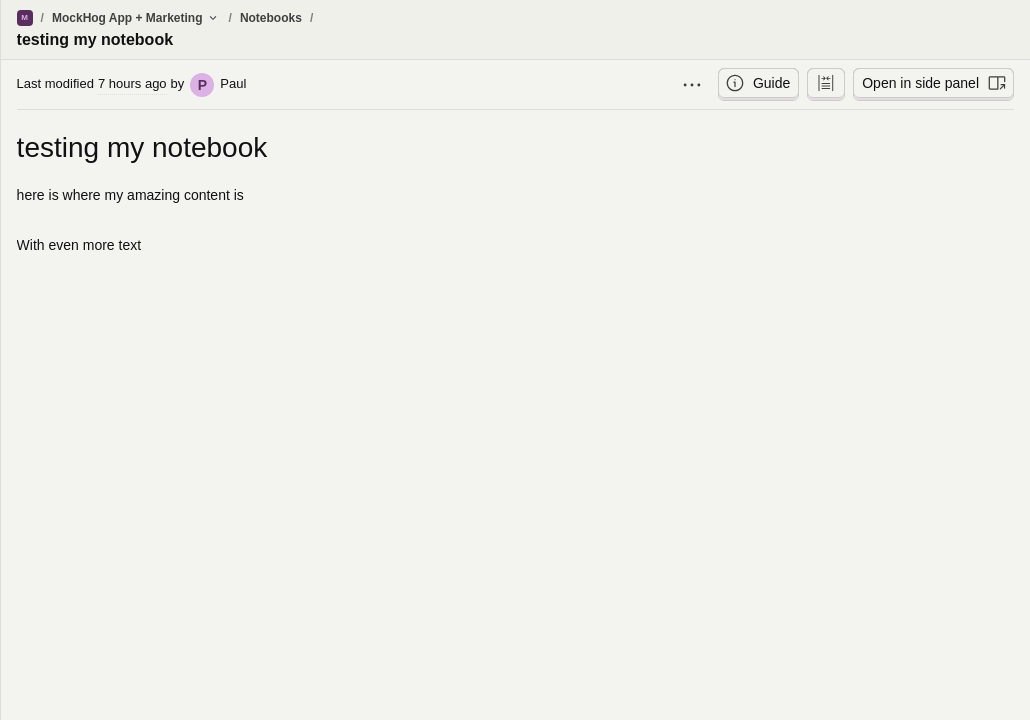 M / MockHog App + Marketing / Notebooks /
testing my notebook
Last modified 7 hours ago by P Paul
Guide
Open in side panel
testing my notebook
here is where my amazing content is
With even more text